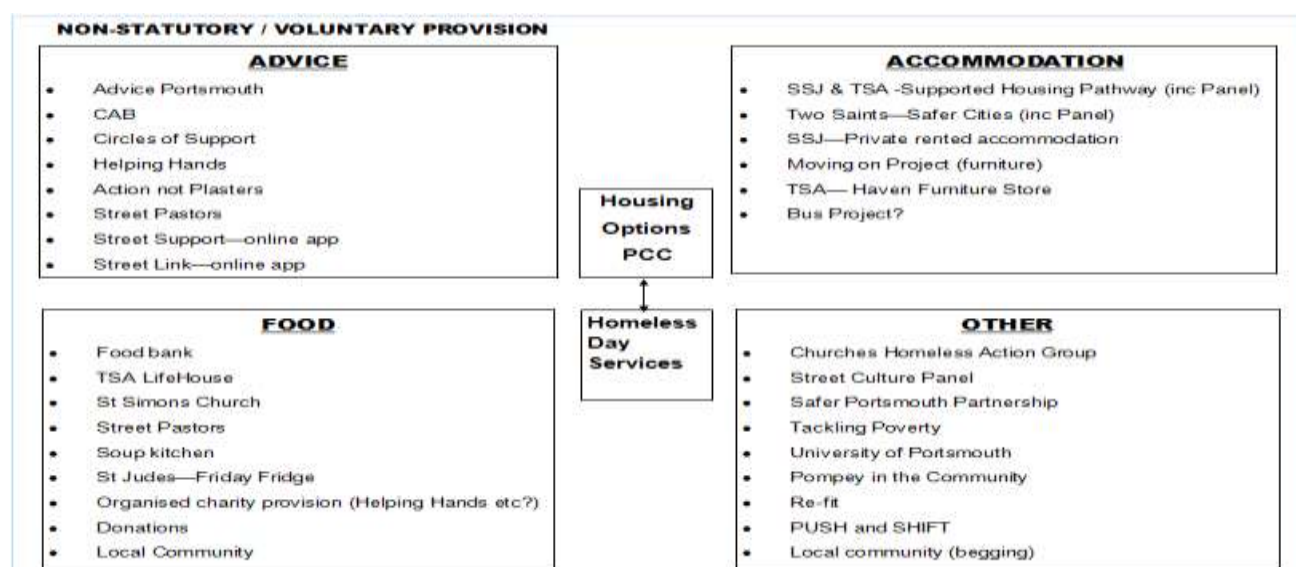 NON-STATUTORY / VOLUNTARY PROVISION
ADVICE
• Advice Portsmouth
• CAB
• Circles of Support
• Helping Hands
• Action not Plasters
• Street Pastors
• Street Support—online app
• Street Link—online app
ACCOMMODATION
• SSJ & TSA -Supported Housing Pathway (inc Panel)
• Two Saints—Safer Cities (inc Panel)
• SSJ—Private rented accommodation
• Moving on Project (furniture)
• TSA— Haven Furniture Store
• Bus Project?
Housing
Options
PCC
Homeless
Day
Services
FOOD
• Food bank
• TSA LifeHouse
• St Simons Church
• Street Pastors
• Soup kitchen
• St Judes—Friday Fridge
• Organised charity provision (Helping Hands etc?)
• Donations
• Local Community
OTHER
• Churches Homeless Action Group
• Street Culture Panel
• Safer Portsmouth Partnership
• Tackling Poverty
• University of Portsmouth
• Pompey in the Community
• Re-fit
• PUSH and SHIFT
• Local community (begging)